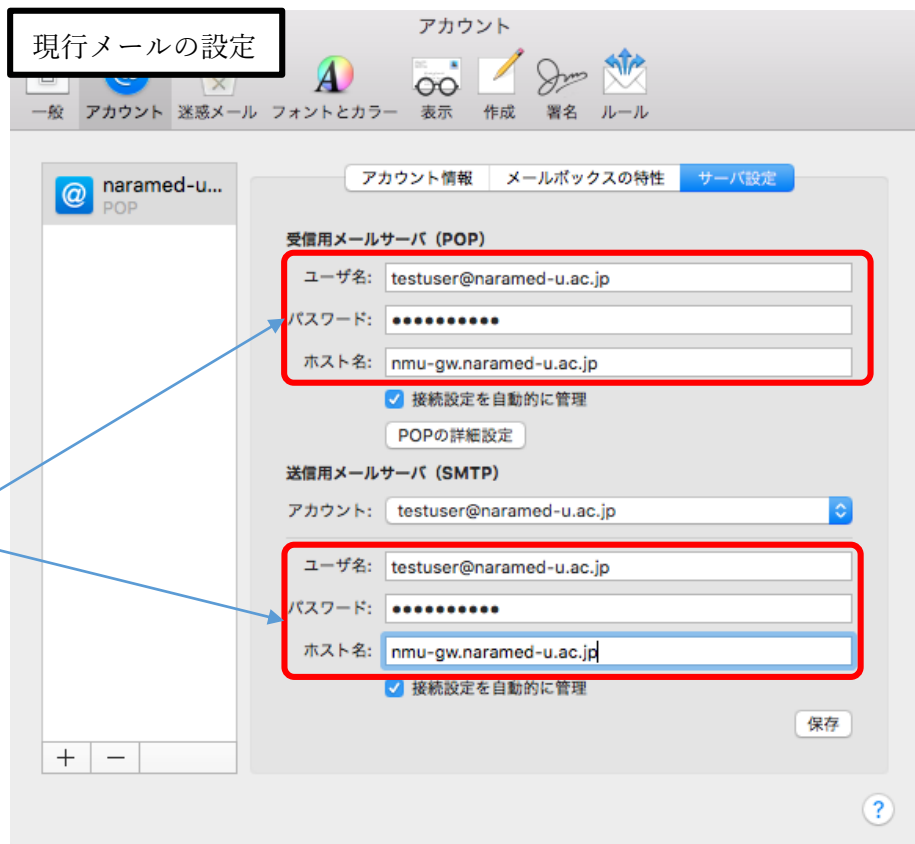 現行メールの設定
アカウント
一般 アカウント 迷惑メール フォントとカラー 表示 作成 署名 ルール
naramed-u...
POP
アカウント情報 メールボックスの特性 サーバ設定
受信用メールサーバ（POP）
ユーザ名: testuser@naramed-u.ac.jp
パスワード: ●●●●●●●●●●
ホスト名: nmu-gw.naramed-u.ac.jp
接続設定を自動的に管理
POPの詳細設定
送信用メールサーバ（SMTP）
アカウント: testuser@naramed-u.ac.jp
ユーザ名: testuser@naramed-u.ac.jp
パスワード: ●●●●●●●●●●
ホスト名: nmu-gw.naramed-u.ac.jp
接続設定を自動的に管理
保存
+ −
?